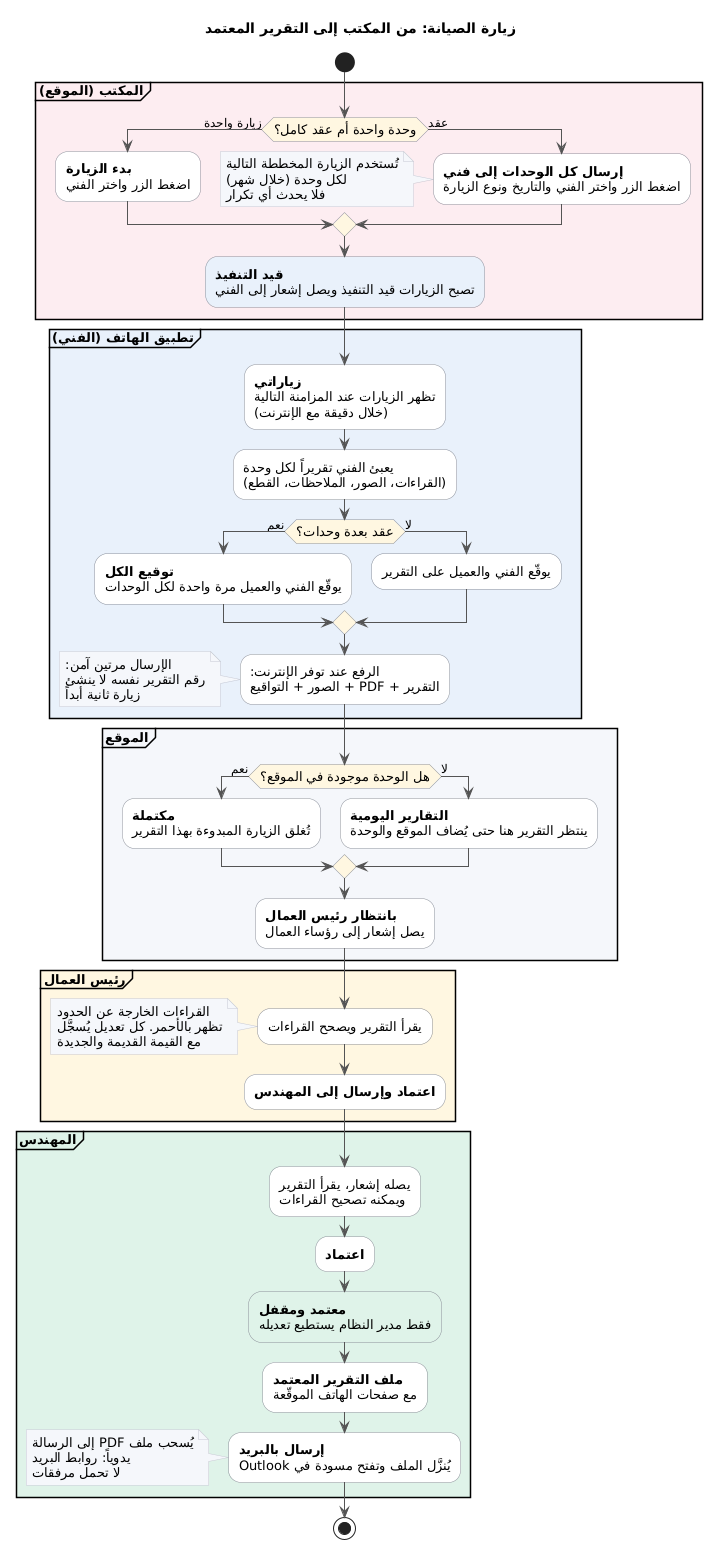 زيارة الصيانة: من المكتب إلى التقرير المعتمد
المكتب (الموقع)
وحدة واحدة أم عقد كامل؟
زيارة واحدة
عقد
بدء الزيارة
اضغط الزر واختر الفني
تُستخدم الزيارة المخططة التالية
لكل وحدة (خلال شهر)
فلا يحدث أي تكرار
إرسال كل الوحدات إلى فني
اضغط الزر واختر الفني والتاريخ ونوع الزيارة
قيد التنفيذ
تصبح الزيارات قيد التنفيذ ويصل إشعار إلى الفني
تطبيق الهاتف (الفني)
زياراتي
تظهر الزيارات عند المزامنة التالية
(خلال دقيقة مع الإنترنت)
يعبئ الفني تقريراً لكل وحدة
(القراءات، الصور، الملاحظات، القطع)
عقد بعدة وحدات؟
نعم
لا
توقيع الكل
يوقّع الفني والعميل مرة واحدة لكل الوحدات
يوقّع الفني والعميل على التقرير
الرفع عند توفر الإنترنت:
التقرير + PDF + الصور + التواقيع
الإرسال مرتين آمن:
رقم التقرير نفسه لا ينشئ
زيارة ثانية أبداً
الموقع
هل الوحدة موجودة في الموقع؟
نعم
لا
مكتملة
تُغلق الزيارة المبدوءة بهذا التقرير
التقارير اليومية
ينتظر التقرير هنا حتى يُضاف الموقع والوحدة
بانتظار رئيس العمال
يصل إشعار إلى رؤساء العمال
رئيس العمال
القراءات الخارجة عن الحدود
تظهر بالأحمر. كل تعديل يُسجَّل
مع القيمة القديمة والجديدة
يقرأ التقرير ويصحح القراءات
اعتماد وإرسال إلى المهندس
المهندس
يصله إشعار، يقرأ التقرير
ويمكنه تصحيح القراءات
اعتماد
معتمد ومقفل
فقط مدير النظام يستطيع تعديله
ملف التقرير المعتمد
مع صفحات الهاتف الموقّعة
إرسال بالبريد
يُنزَّل الملف وتفتح مسودة في Outlook
يُسحب ملف PDF إلى الرسالة
يدوياً: روابط البريد
لا تحمل مرفقات